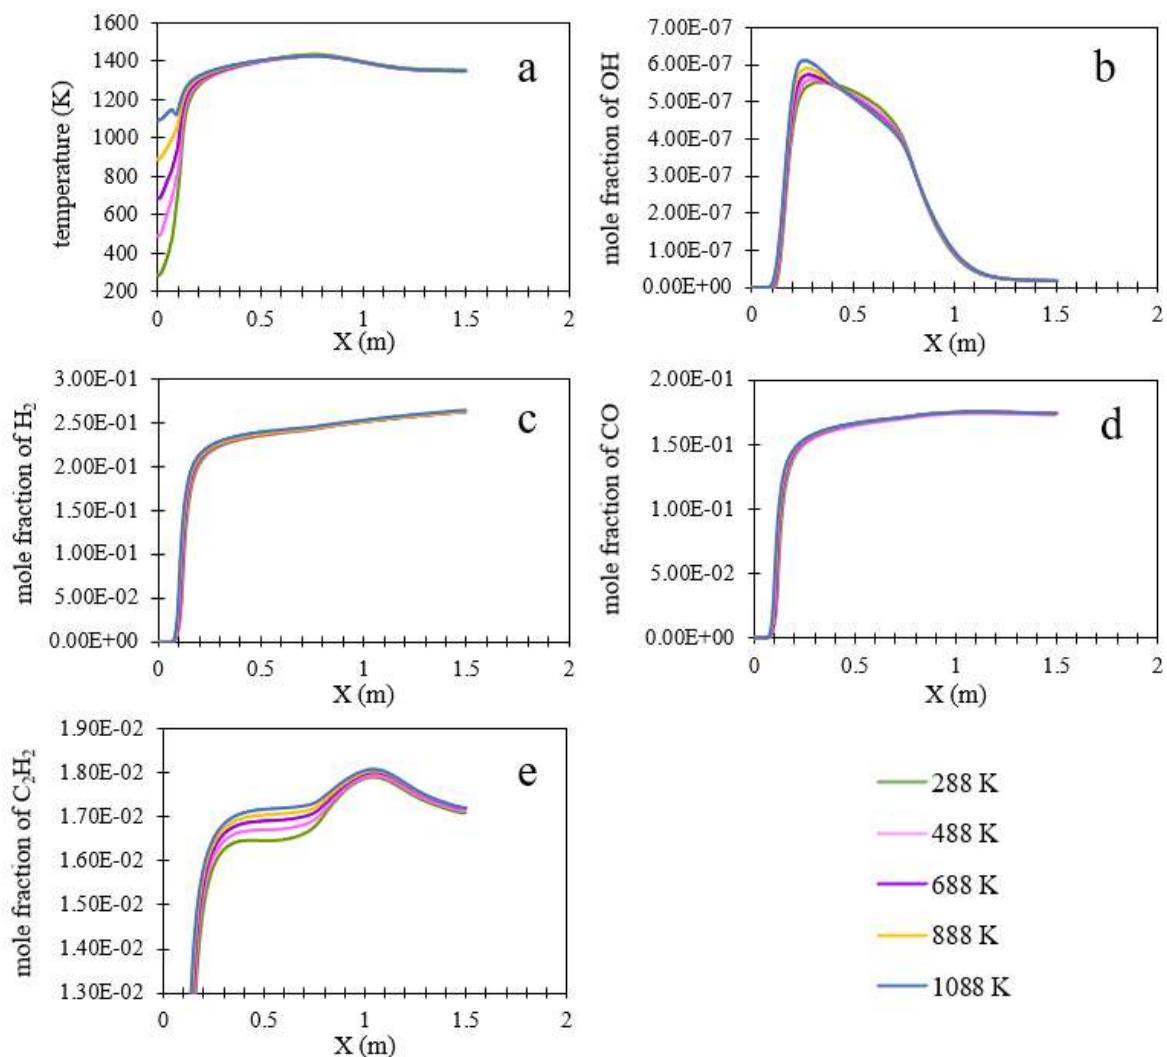 1600
1400
1200
1000
800
600
400
200
temperature (K)
a
0 0.5 1 1.5 2
X (m)
7.00E-07
6.00E-07
5.00E-07
4.00E-07
3.00E-07
2.00E-07
1.00E-07
0.00E+00
mole fraction of OH
b
0 0.5 1 1.5 2
X (m)
3.00E-01
2.50E-01
2.00E-01
1.50E-01
1.00E-01
5.00E-02
0.00E+00
mole fraction of H₂
c
0 0.5 1 1.5 2
X (m)
2.00E-01
1.50E-01
1.00E-01
5.00E-02
0.00E+00
mole fraction of CO
d
0 0.5 1 1.5 2
X (m)
1.90E-02
1.80E-02
1.70E-02
1.60E-02
1.50E-02
1.40E-02
1.30E-02
mole fraction of C₂H₂
e
0 0.5 1 1.5 2
X (m)
288 K
488 K
688 K
888 K
1088 K